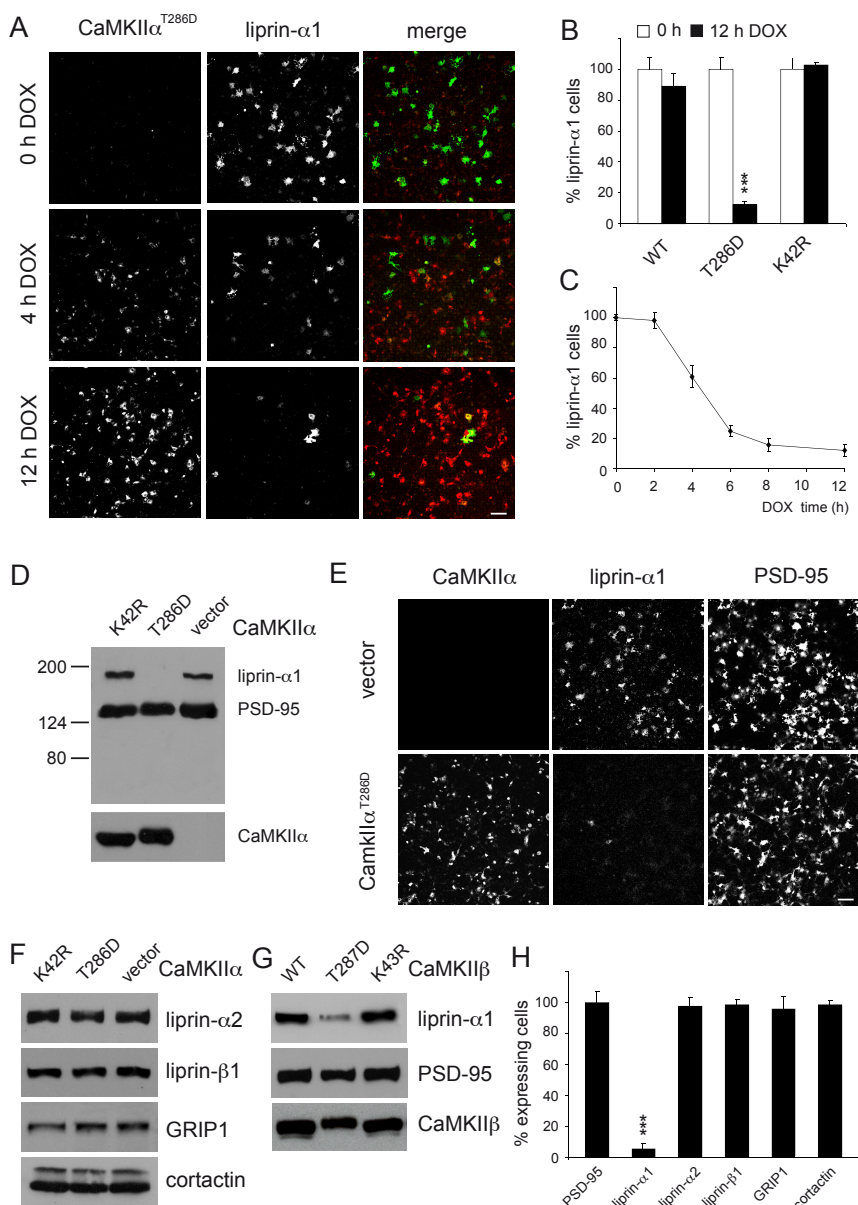 A
CaMKIIα^T286D
liprin-α1
merge
0 h DOX
4 h DOX
12 h DOX
B
0 h
12 h DOX
% liprin-α1 cells
100
80
60
40
20
0
***
WT
T286D
K42R
C
% liprin-α1 cells
100
80
60
40
20
0
0 2 4 6 8 10 12
DOX time (h)
D
K42R
T286D
vector
CaMKIIα
200
124
80
liprin-α1
PSD-95
CaMKIIα
E
CaMKIIα
liprin-α1
PSD-95
vector
CamkIIα^T286D
F
K42R
T286D
vector
CaMKIIα
liprin-α2
liprin-β1
GRIP1
cortactin
G
WT
T287D
K43R
CaMKIIβ
liprin-α1
PSD-95
CaMKIIβ
H
% expressing cells
100
80
60
40
20
0
***
PSD-95
liprin-α1
liprin-α2
liprin-β1
GRIP1
cortactin